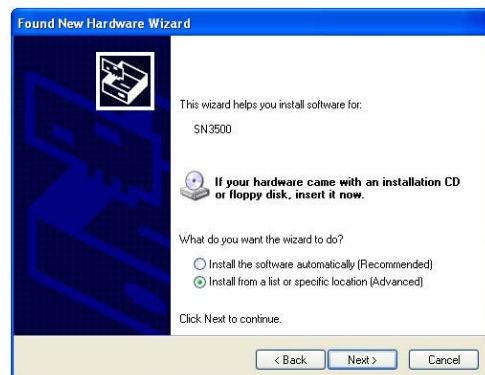 Found New Hardware Wizard
This wizard helps you install software for:
SN3500
If your hardware came with an installation CD
or floppy disk, insert it now.
What do you want the wizard to do?
Install the software automatically (Recommended)
Install from a list or specific location (Advanced)
Click Next to continue.
< Back
Next >
Cancel